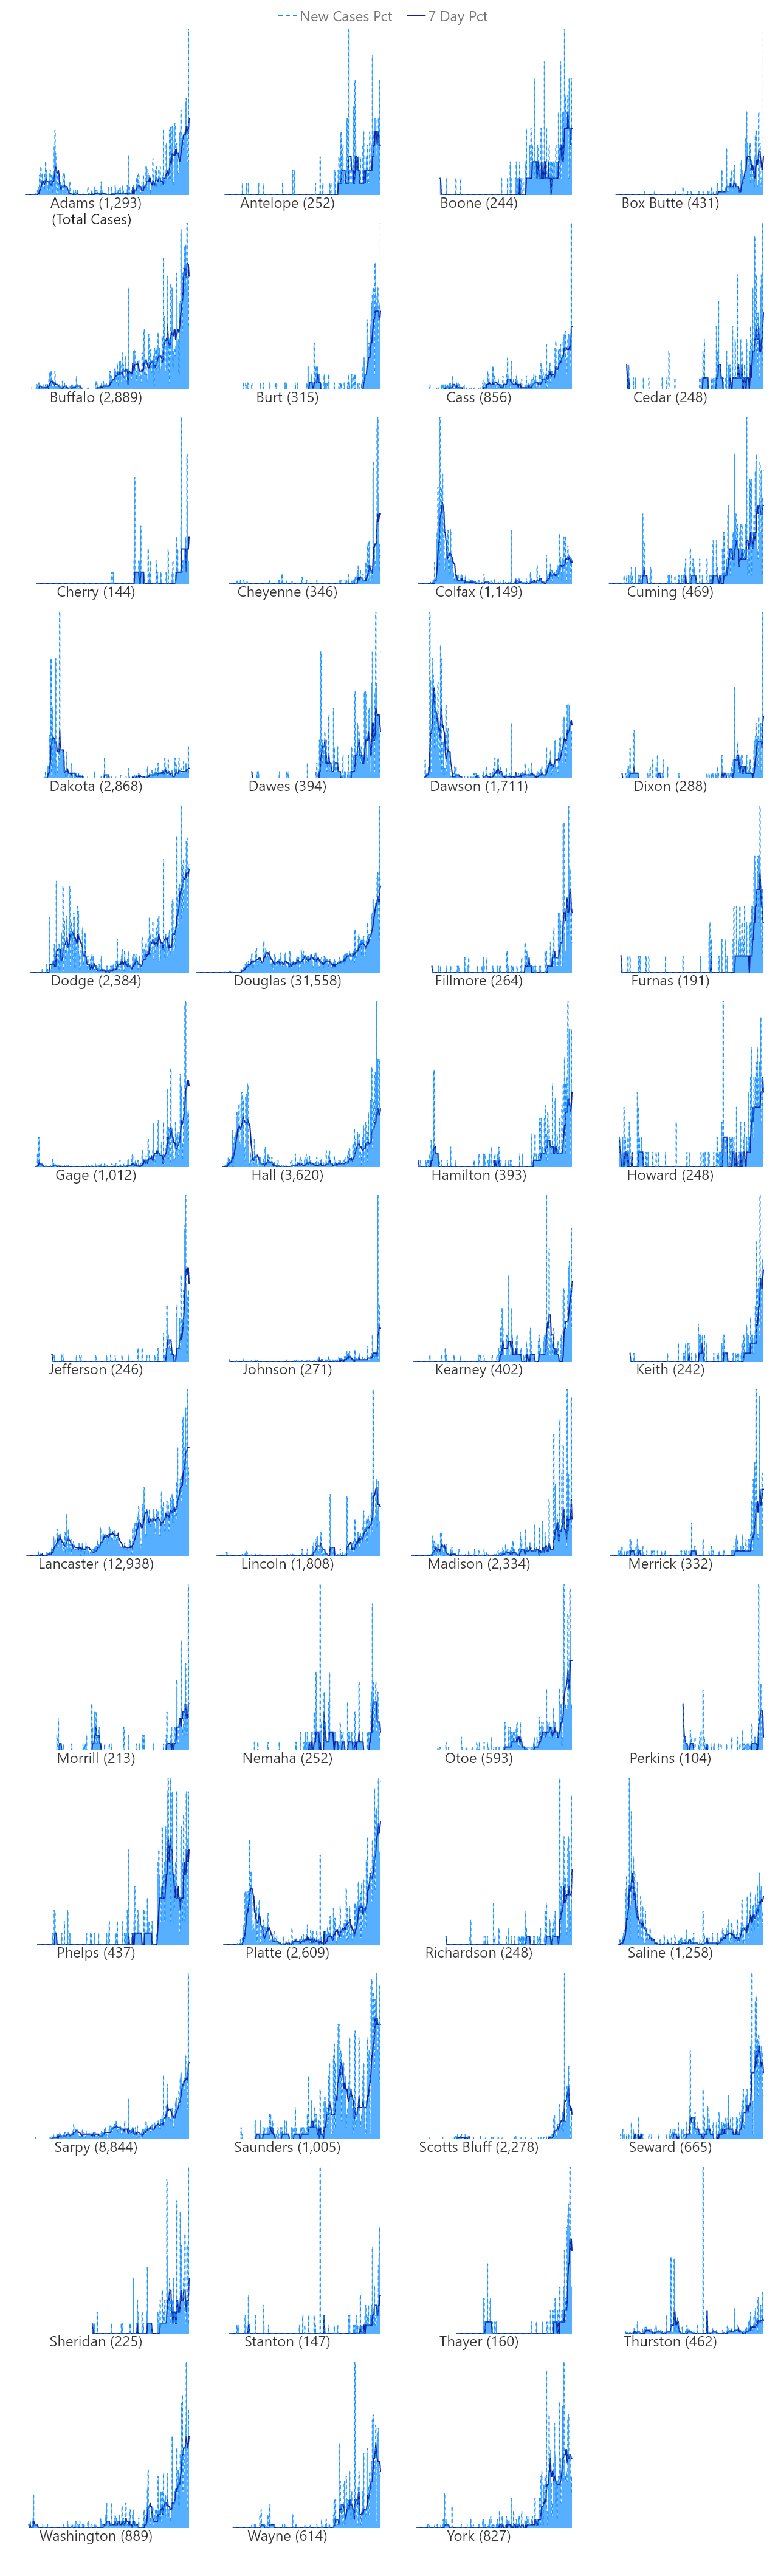 New Cases Pct 7 Day Pct
Adams (1,293)
(Total Cases)
Antelope (252)
Boone (244)
Box Butte (431)
Buffalo (2,889)
Burt (315)
Cass (856)
Cedar (248)
Cherry (144)
Cheyenne (346)
Colfax (1,149)
Cuming (469)
Dakota (2,868)
Dawes (394)
Dawson (1,711)
Dixon (288)
Dodge (2,384)
Douglas (31,558)
Fillmore (264)
Furnas (191)
Gage (1,012)
Hall (3,620)
Hamilton (393)
Howard (248)
Jefferson (246)
Johnson (271)
Kearney (402)
Keith (242)
Lancaster (12,938)
Lincoln (1,808)
Madison (2,334)
Merrick (332)
Morrill (213)
Nemaha (252)
Otoe (593)
Perkins (104)
Phelps (437)
Platte (2,609)
Richardson (248)
Saline (1,258)
Sarpy (8,844)
Saunders (1,005)
Scotts Bluff (2,278)
Seward (665)
Sheridan (225)
Stanton (147)
Thayer (160)
Thurston (462)
Washington (889)
Wayne (614)
York (827)